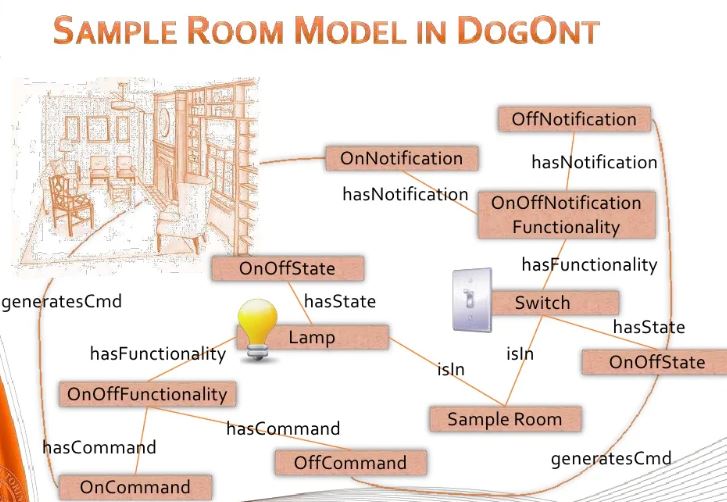 SAMPLE ROOM MODEL IN DOGONT
OffNotification
OnNotification
hasNotification
hasNotification
OnOffNotification
Functionality
OnOffState
hasFunctionality
generatesCmd
hasState
Switch
Lamp
hasState
hasFunctionality
isIn
isIn
OnOffState
OnOffFunctionality
Sample Room
hasCommand
hasCommand
OffCommand
generatesCmd
OnCommand